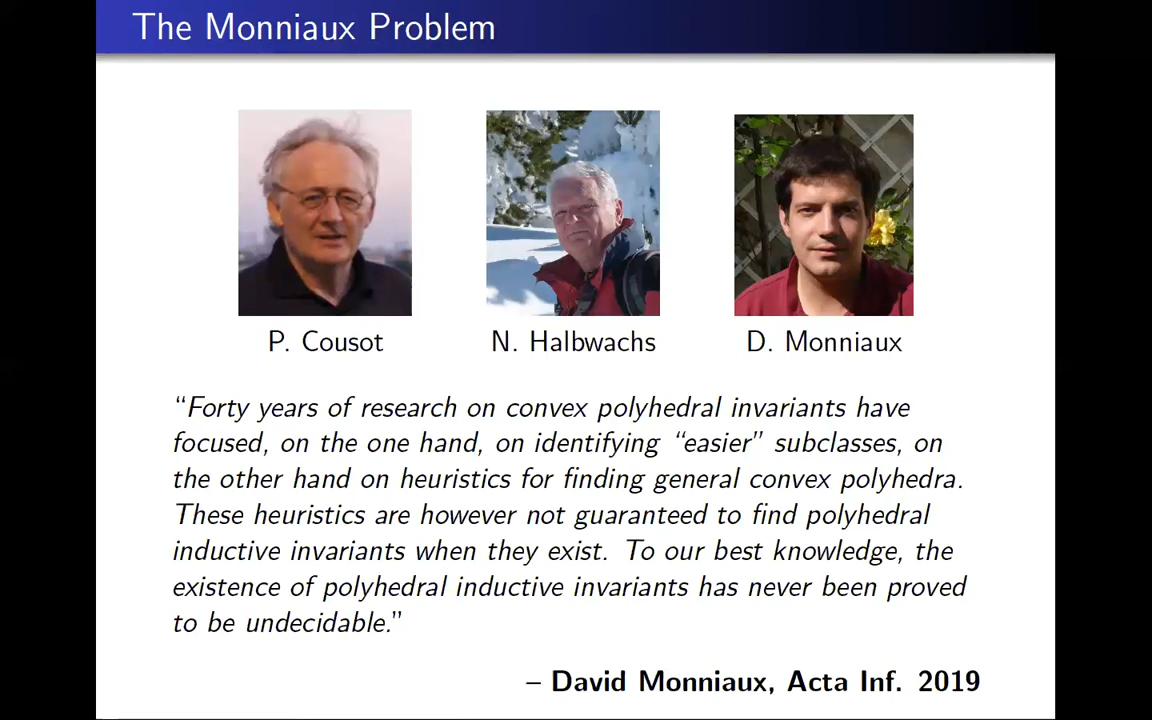 The Monniaux Problem
P. Cousot
N. Halbwachs
D. Monniaux
“Forty years of research on convex polyhedral invariants have
focused, on the one hand, on identifying “easier” subclasses, on
the other hand on heuristics for finding general convex polyhedra.
These heuristics are however not guaranteed to find polyhedral
inductive invariants when they exist. To our best knowledge, the
existence of polyhedral inductive invariants has never been proved
to be undecidable.”
– David Monniaux, Acta Inf. 2019